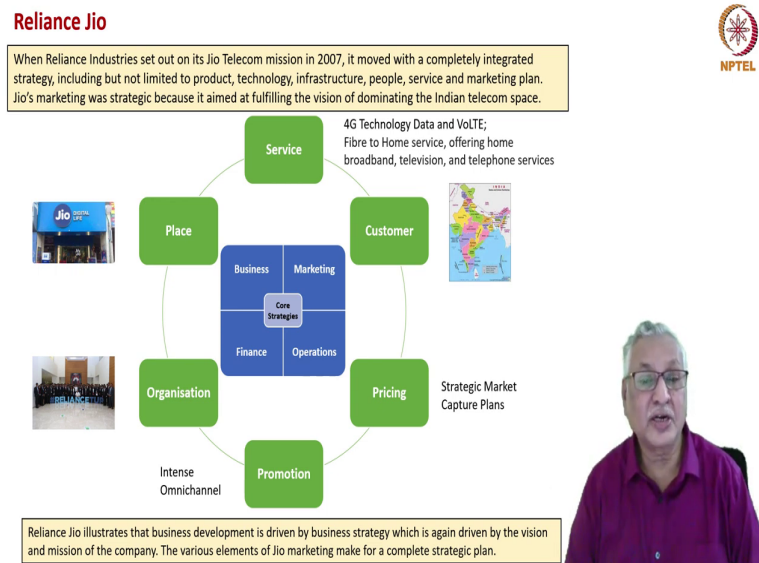 Reliance Jio
NPTEL
When Reliance Industries set out on its Jio Telecom mission in 2007, it moved with a completely integrated
strategy, including but not limited to product, technology, infrastructure, people, service and marketing plan.
Jio's marketing was strategic because it aimed at fulfilling the vision of dominating the Indian telecom space.
Service
4G Technology Data and VoLTE;
Fibre to Home service, offering home
broadband, television, and telephone services
Jio DIGITAL
LIFE
Place
Customer
INDIA
Business
Marketing
Core
Strategies
Finance
Operations
RELIANCE
Organisation
Pricing
Strategic Market
Capture Plans
Intense
Omnichannel
Promotion
Reliance Jio illustrates that business development is driven by business strategy which is again driven by the vision
and mission of the company. The various elements of Jio marketing make for a complete strategic plan.